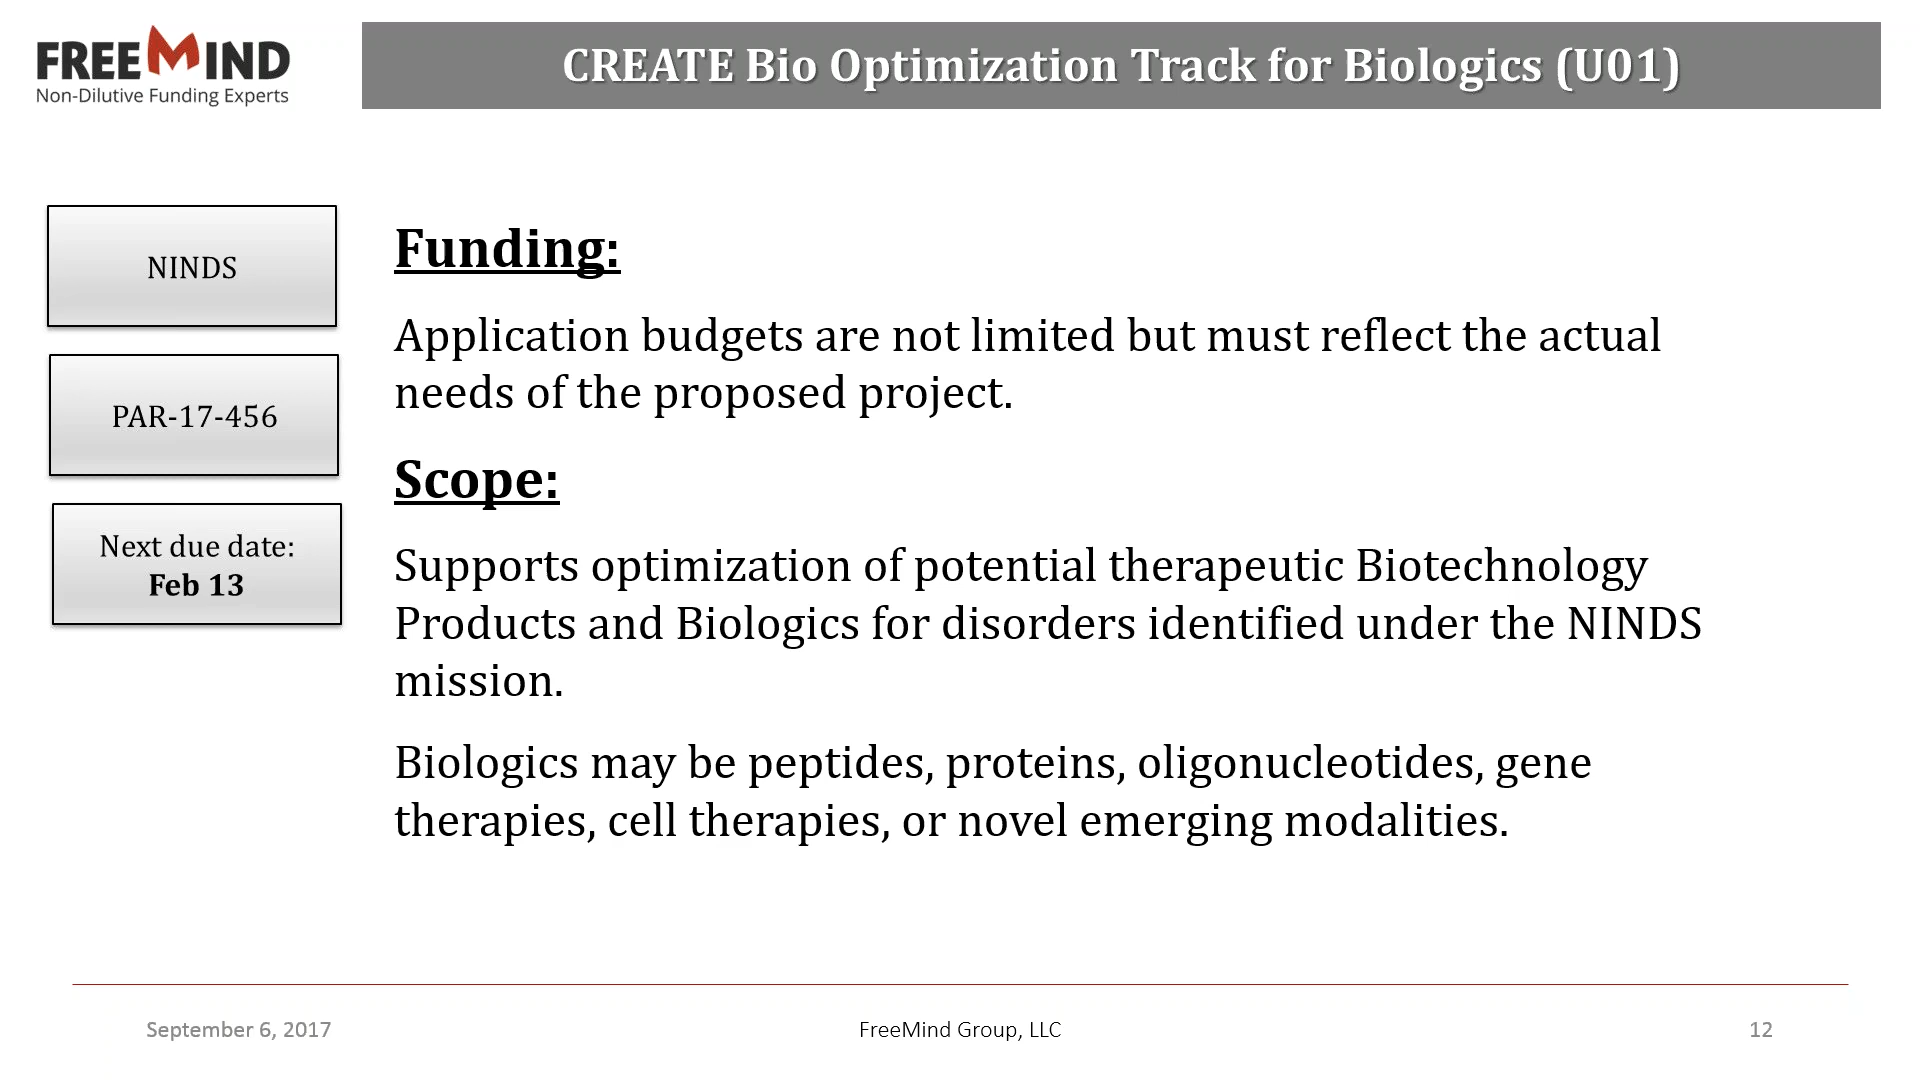 FREEMIND
Non-Dilutive Funding Experts
CREATE Bio Optimization Track for Biologics (U01)
NINDS
PAR-17-456
Next due date:
Feb 13
Funding:
Application budgets are not limited but must reflect the actual
needs of the proposed project.
Scope:
Supports optimization of potential therapeutic Biotechnology
Products and Biologics for disorders identified under the NINDS
mission.
Biologics may be peptides, proteins, oligonucleotides, gene
therapies, cell therapies, or novel emerging modalities.
September 6, 2017
FreeMind Group, LLC
12